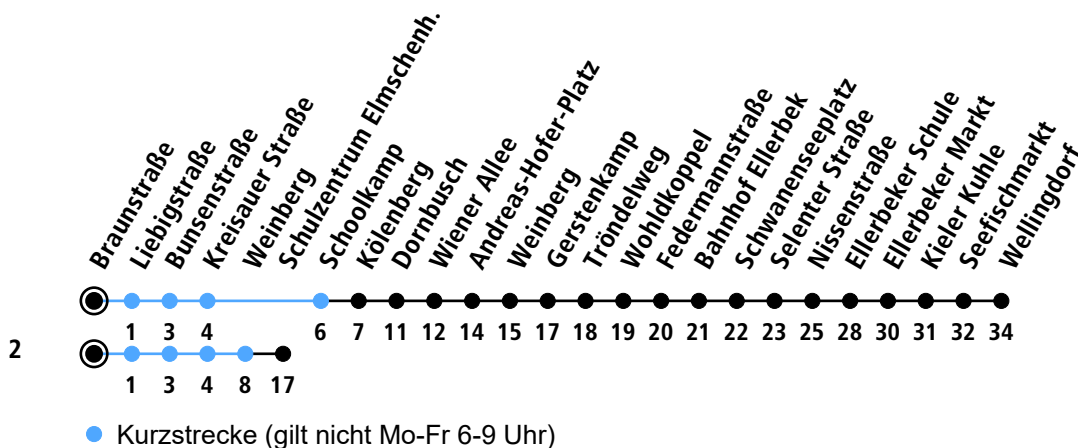 Braunstraße
Liebigstraße
Bunsenstraße
Kreisauer Straße
Weinberg
Schulzentrum Elmschenh.
Schoolkamp
Kölenberg
Dornbusch
Wiener Allee
Andreas-Hofer-Platz
Weinberg
Gerstenkamp
Tröndelweg
Wohldkoppel
Federmannstraße
Bahnhof Ellerbek
Schwanenseeplatz
Selenter Straße
Nissenstraße
Ellerbeker Schule
Ellerbeker Markt
Kieler Kuhle
Seefischmarkt
Wellingdorf
1 3 4 6 7 11 12 14 15 17 18 19 20 21 22 23 25 28 30 31 32 34
2
1 3 4 8 17
Kurzstrecke (gilt nicht Mo-Fr 6-9 Uhr)